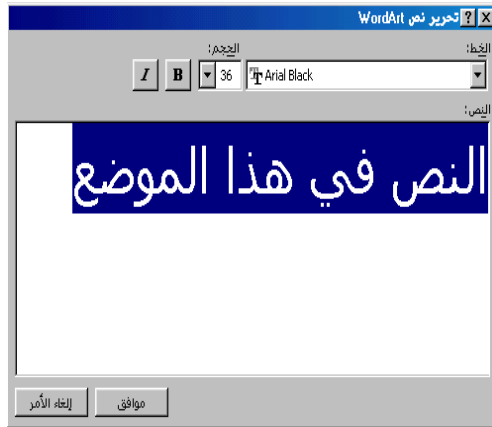 تحرير نص WordArt
الخط: الحجم:
Arial Black 36 B I
النص:
النص في هذا الموضع
موافق إلغاء الأمر